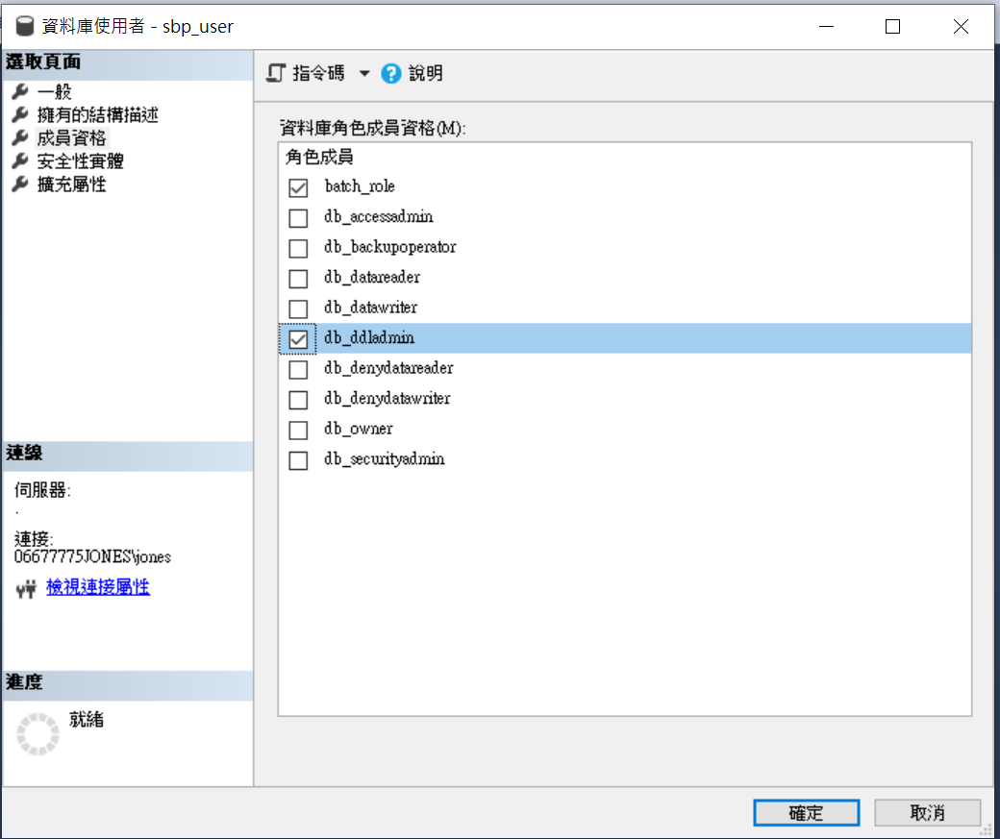 資料庫使用者 - sbp_user
選取頁面
一般
擁有的結構描述
成員資格
安全性實體
擴充屬性
連線
伺服器:
.
連接:
06677775JONES\jones
檢視連接屬性
進度
就緒
指令碼
說明
資料庫角色成員資格(M):
角色成員
batch_role
db_accessadmin
db_backupoperator
db_datareader
db_datawriter
db_ddladmin
db_denydatareader
db_denydatawriter
db_owner
db_securityadmin
確定
取消